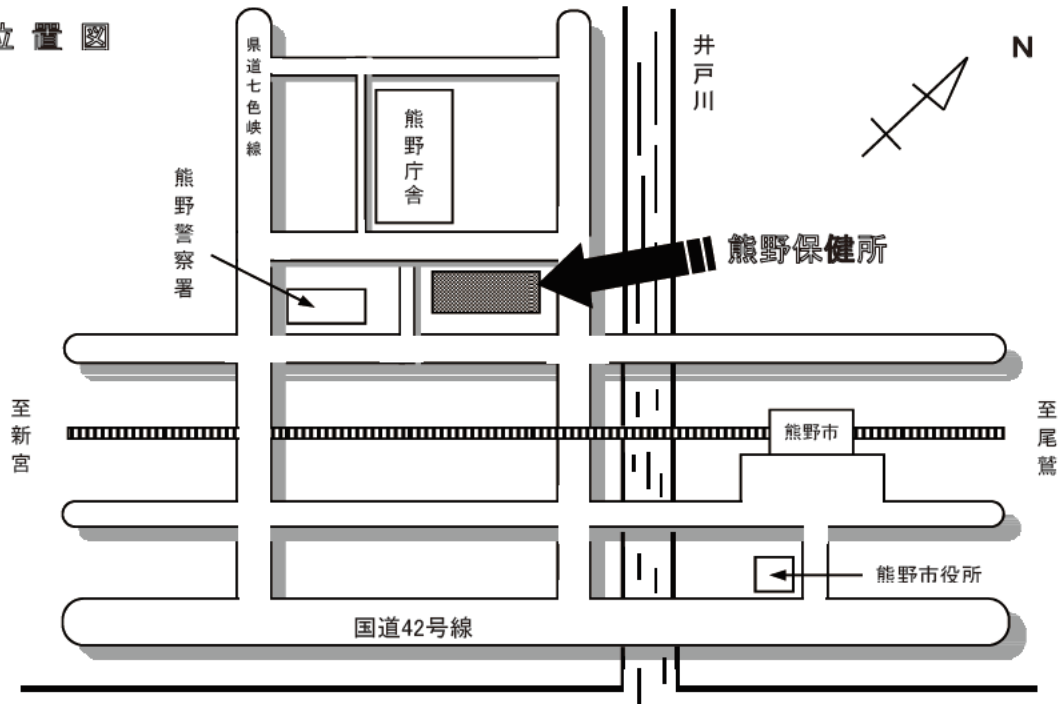 位置図
県道七色峡線
井戸川
N
熊野庁舎
熊野警察署
熊野保健所
至新宮
熊野市
至尾鷲
熊野市役所
国道42号線